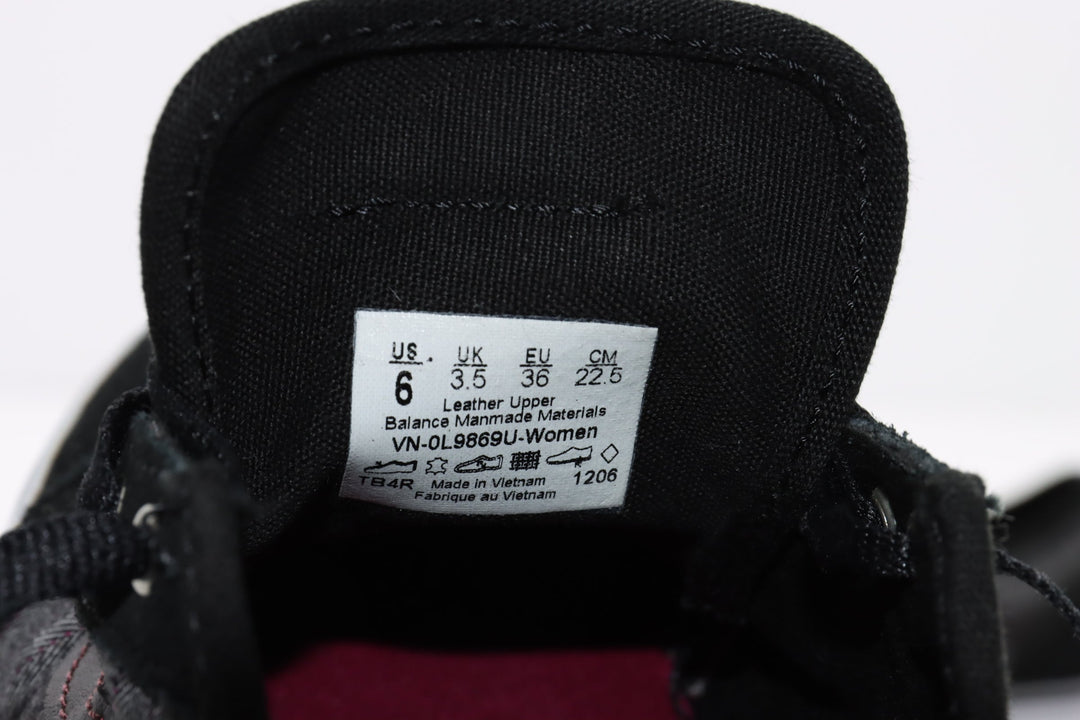 US. UK EU CM
6 3.5 36 22.5
Leather Upper
Balance Manmade Materials
VN-0L9869U-Women
TB4R Made in Vietnam 1206
Fabrique au Vietnam